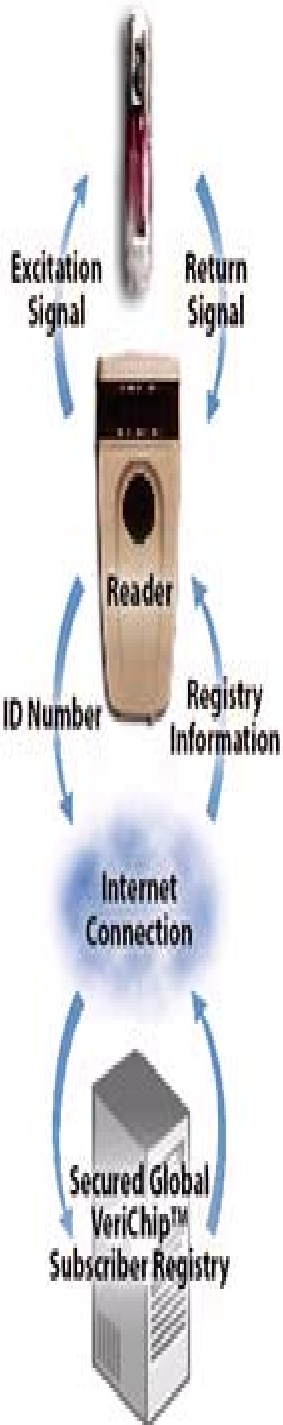 Excitation
Signal
Return
Signal
Reader
ID Number
Registry
Information
Internet
Connection
Secured Global
VeriChip™
Subscriber Registry